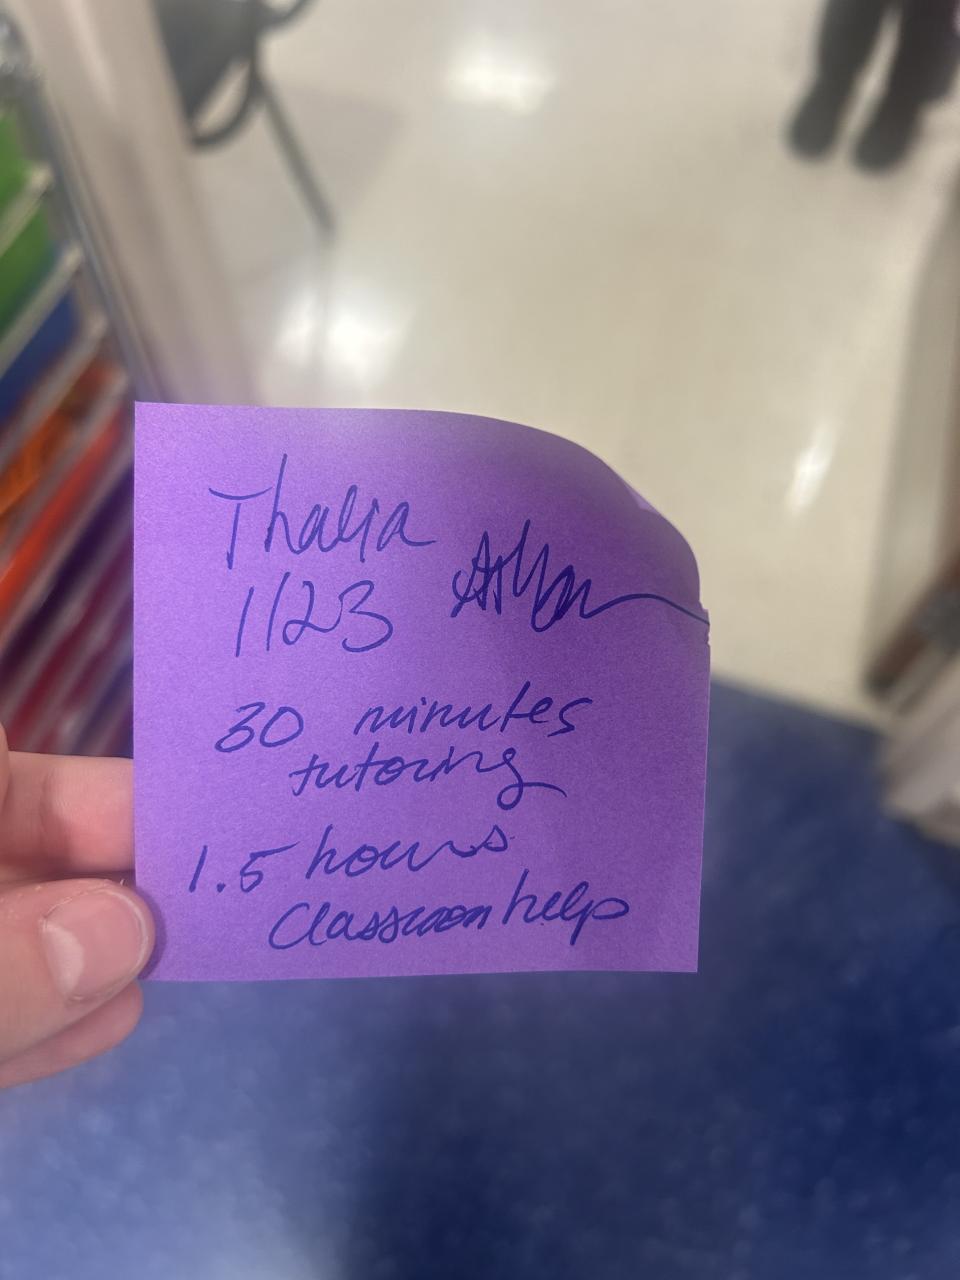 Thalia
1/23
30 minutes
tutoring
1.5 hours
Classroom help